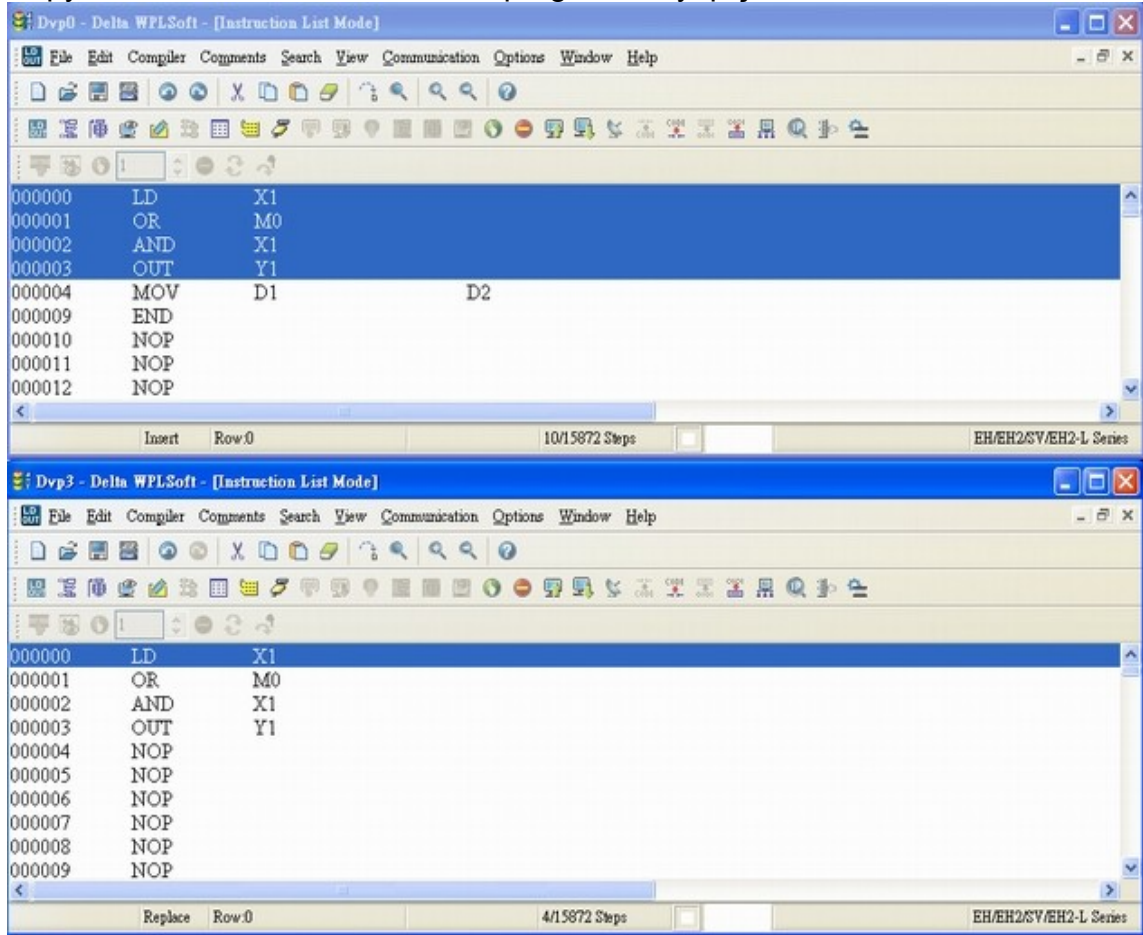 Dvp0 - Delta WPLSoft - [Instruction List Mode]
File Edit Compiler Comments Search View Communication Options Window Help
1
000000 LD X1
000001 OR M0
000002 AND X1
000003 OUT Y1
000004 MOV D1 D2
000009 END
000010 NOP
000011 NOP
000012 NOP
Insert Row:0 10/15872 Steps EH/EH2/SV/EH2-L Series
Dvp3 - Delta WPLSoft - [Instruction List Mode]
File Edit Compiler Comments Search View Communication Options Window Help
1
000000 LD X1
000001 OR M0
000002 AND X1
000003 OUT Y1
000004 NOP
000005 NOP
000006 NOP
000007 NOP
000008 NOP
000009 NOP
Replace Row:0 4/15872 Steps EH/EH2/SV/EH2-L Series